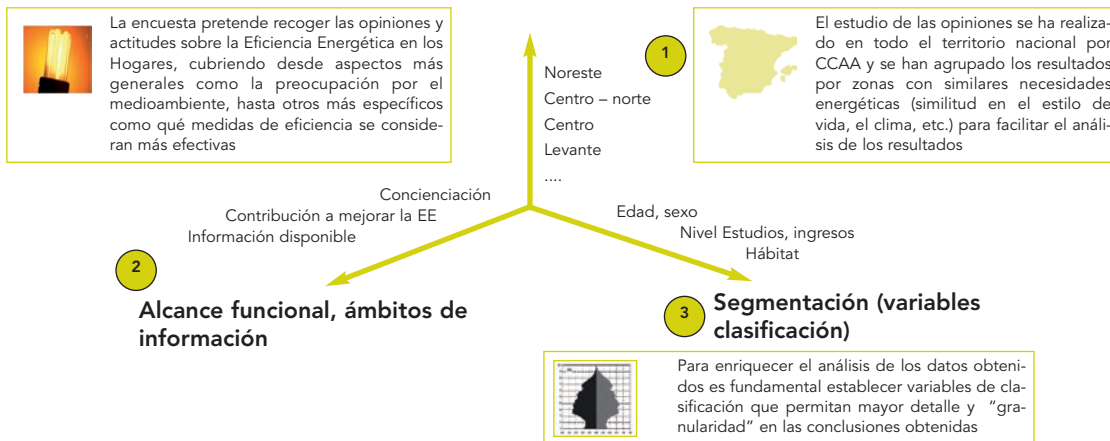 La encuesta pretende recoger las opiniones y
actitudes sobre la Eficiencia Energética en los
Hogares, cubriendo desde aspectos más
generales como la preocupación por el
medioambiente, hasta otros más específicos
como qué medidas de eficiencia se conside-
ran más efectivas
1
El estudio de las opiniones se ha realiza-
do en todo el territorio nacional por
CCAA y se han agrupado los resultados
por zonas con similares necesidades
energéticas (similitud en el estilo de
vida, el clima, etc.) para facilitar el análi-
sis de los resultados
Noreste
Centro – norte
Centro
Levante
....
Concienciación
Contribución a mejorar la EE
Información disponible
Edad, sexo
Nivel Estudios, ingresos
Hábitat
2
Alcance funcional, ámbitos de
información
3
Segmentación (variables
clasificación)
Para enriquecer el análisis de los datos obteni-
dos es fundamental establecer variables de cla-
sificación que permitan mayor detalle y “gra-
nularidad” en las conclusiones obtenidas